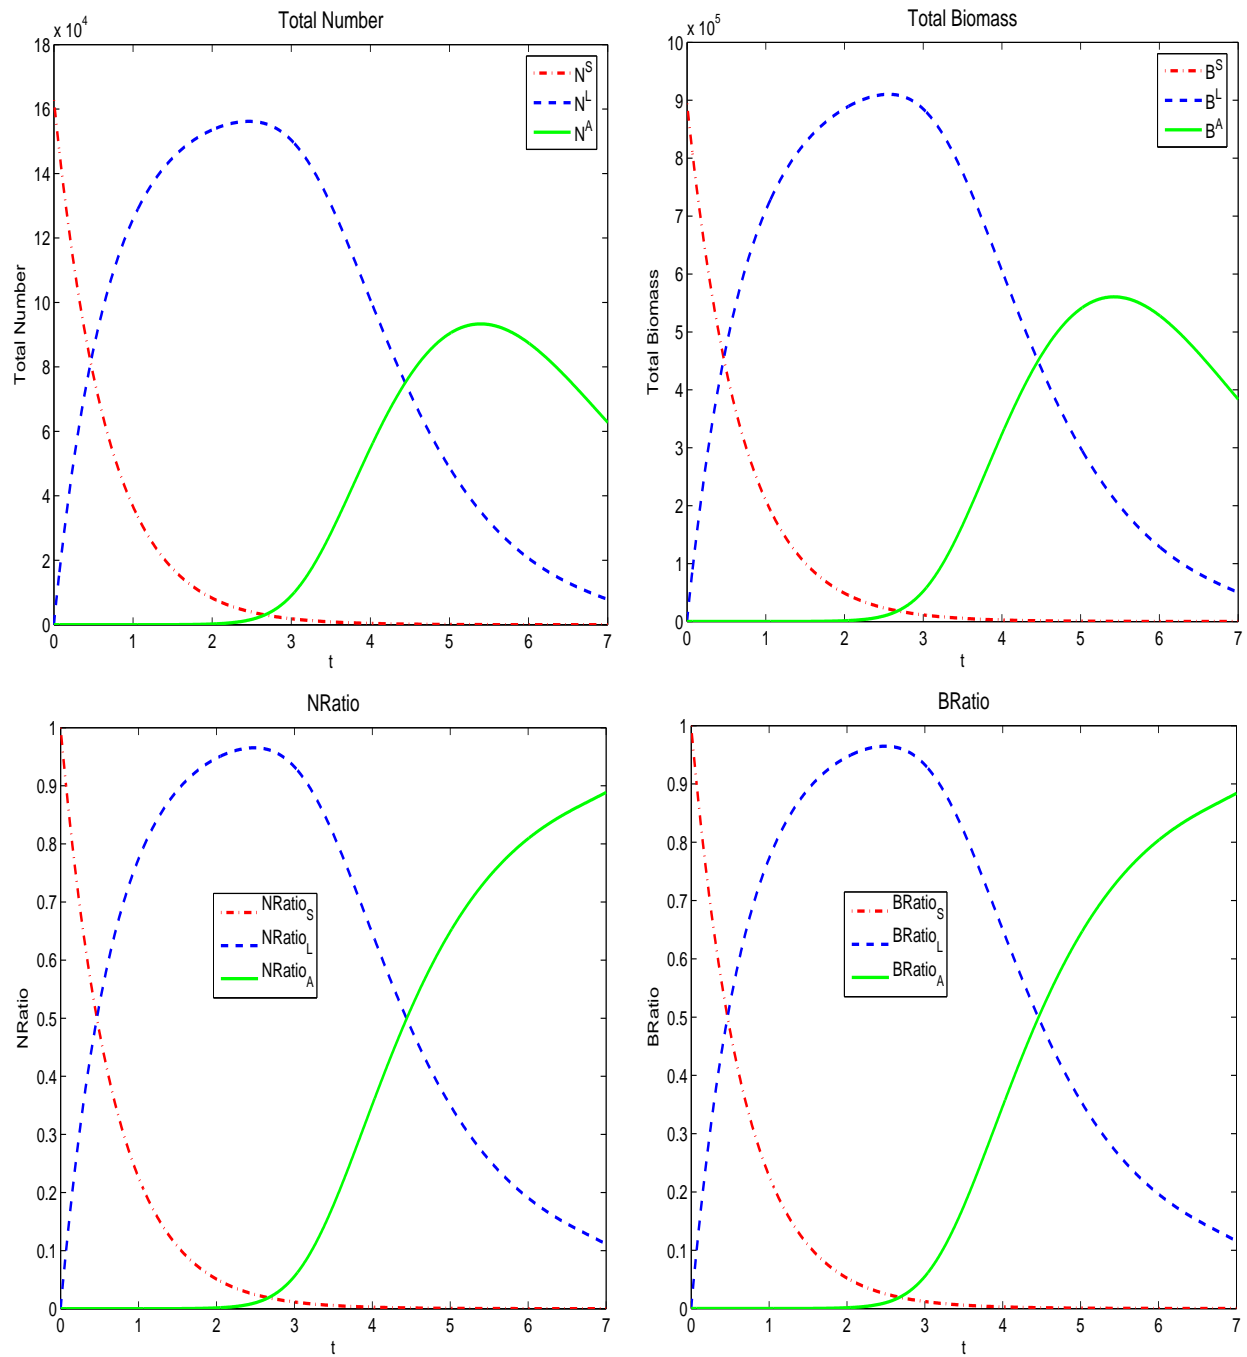 Total Number
x 10^4
18
16
14
12
10
8
6
4
2
0
0 1 2 3 4 5 6 7
t
Total Number
N^S
N^L
N^A
Total Biomass
x 10^5
10
9
8
7
6
5
4
3
2
1
0
0 1 2 3 4 5 6 7
t
Total Biomass
B^S
B^L
B^A
NRatio
1
0.9
0.8
0.7
0.6
0.5
0.4
0.3
0.2
0.1
0
0 1 2 3 4 5 6 7
t
NRatio
NRatio_S
NRatio_L
NRatio_A
BRatio
1
0.9
0.8
0.7
0.6
0.5
0.4
0.3
0.2
0.1
0
0 1 2 3 4 5 6 7
t
BRatio
BRatio_S
BRatio_L
BRatio_A